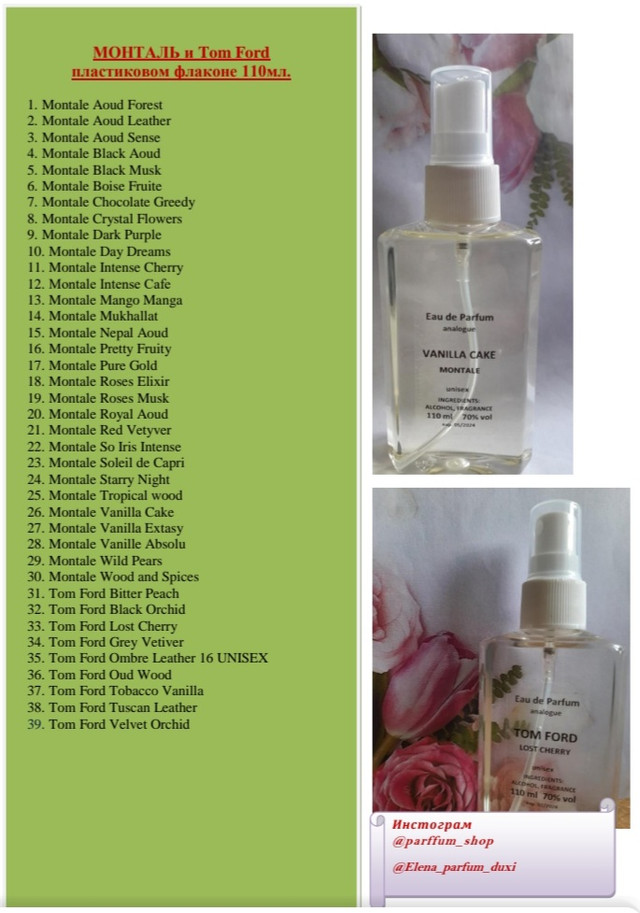 МОНТАЛЬ и Tom Ford
пластиковом флаконе 110мл.
1. Montale Aoud Forest
2. Montale Aoud Leather
3. Montale Aoud Sense
4. Montale Black Aoud
5. Montale Black Musk
6. Montale Boise Fruite
7. Montale Chocolate Greedy
8. Montale Crystal Flowers
9. Montale Dark Purple
10. Montale Day Dreams
11. Montale Intense Cherry
12. Montale Intense Cafe
13. Montale Mango Manga
14. Montale Mukhallat
15. Montale Nepal Aoud
16. Montale Pretty Fruity
17. Montale Pure Gold
18. Montale Roses Elixir
19. Montale Roses Musk
20. Montale Royal Aoud
21. Montale Red Vetyver
22. Montale So Iris Intense
23. Montale Soleil de Capri
24. Montale Starry Night
25. Montale Tropical wood
26. Montale Vanilla Cake
27. Montale Vanilla Extasy
28. Montale Vanille Absolu
29. Montale Wild Pears
30. Montale Wood and Spices
31. Tom Ford Bitter Peach
32. Tom Ford Black Orchid
33. Tom Ford Lost Cherry
34. Tom Ford Grey Vetiver
35. Tom Ford Ombre Leather 16 UNISEX
36. Tom Ford Oud Wood
37. Tom Ford Tobacco Vanilla
38. Tom Ford Tuscan Leather
39. Tom Ford Velvet Orchid
Eau de Parfum
analogue
VANILLA CAKE
MONTALE
unisex
INGREDIENTS:
ALCOHOL, FRAGRANCE
110 ml 70% vol
Eau de Parfum
analogue
TOM FORD
LOST CHERRY
unisex
INGREDIENTS:
ALCOHOL, FRAGRANCE
110 ml 70% vol
Инстограм
@parffum_shop
@Elena_parfum_duxi